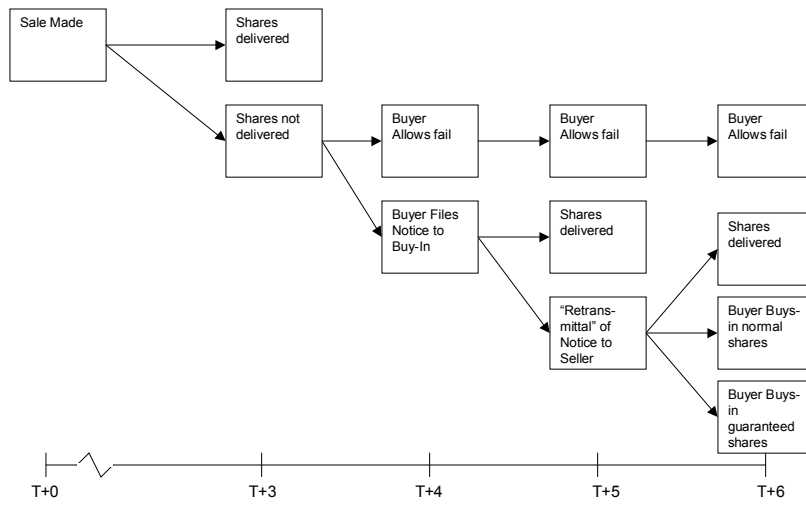 Sale Made
Shares
delivered
Shares not
delivered
Buyer
Allows fail
Buyer
Allows fail
Buyer
Allows fail
Buyer Files
Notice to
Buy-In
Shares
delivered
Shares
delivered
“Retrans-
mittal” of
Notice to
Seller
Buyer Buys-
in normal
shares
Buyer Buys-
in
guaranteed
shares
T+0
T+3
T+4
T+5
T+6